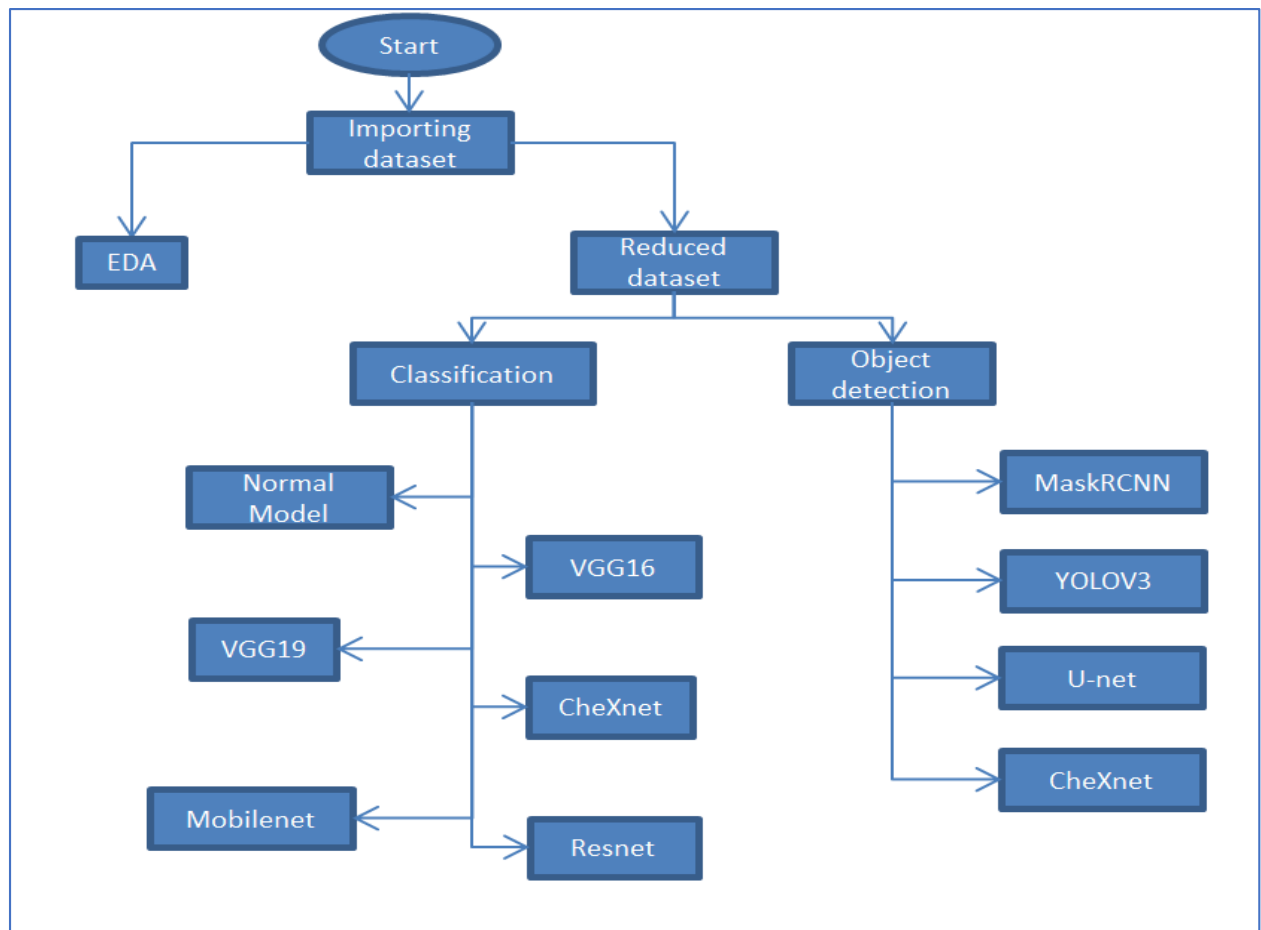 Start
Importing
dataset
EDA
Reduced
dataset
Classification
Object
detection
Normal
Model
MaskRCNN
VGG16
YOLOV3
VGG19
U-net
CheXnet
CheXnet
Mobilenet
Resnet